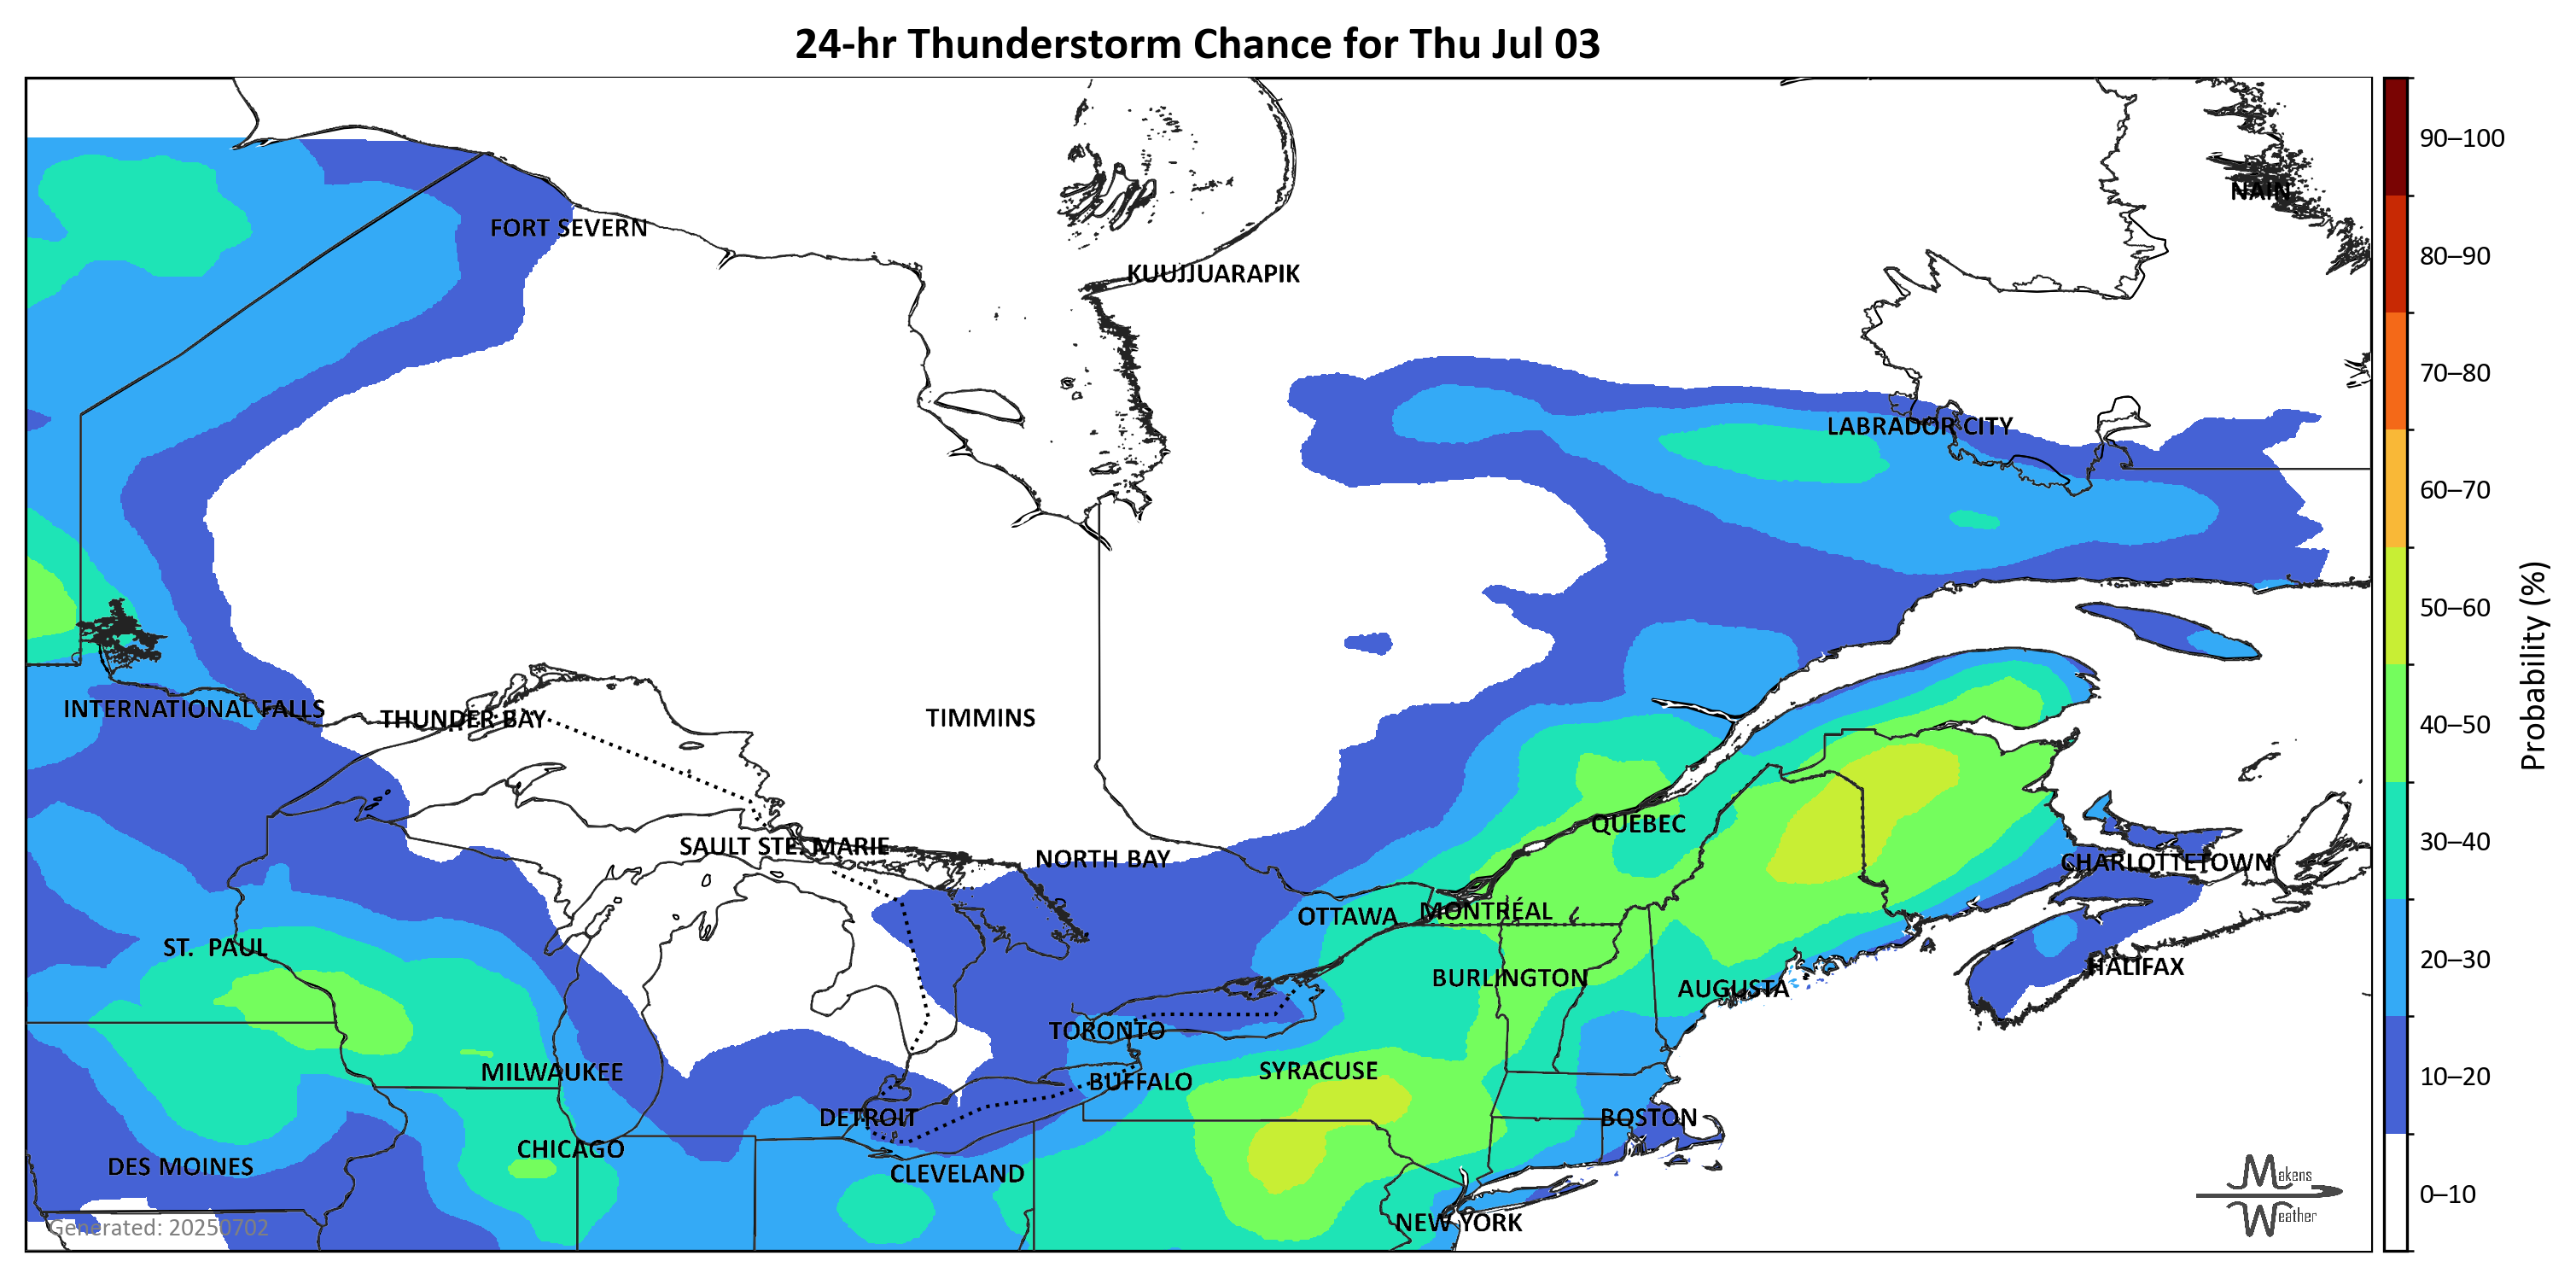 24-hr Thunderstorm Chance for Thu Jul 03
90–100
NAIN
FORT SEVERN
80–90
KUUJJUARAPIK
70–80
LABRADOR CITY
60–70
50–60
Probability (%)
INTERNATIONAL FALLS
THUNDER BAY
TIMMINS
40–50
QUEBEC
SAULT STE. MARIE
30–40
NORTH BAY
CHARLOTTETOWN
OTTAWA
MONTRÉAL
ST. PAUL
20–30
HALIFAX
BURLINGTON
AUGUSTA
TORONTO
MILWAUKEE
SYRACUSE
BUFFALO
10–20
DETROIT
BOSTON
CHICAGO
DES MOINES
CLEVELAND
Makens
Weather
0–10
NEW YORK
Generated: 20250702